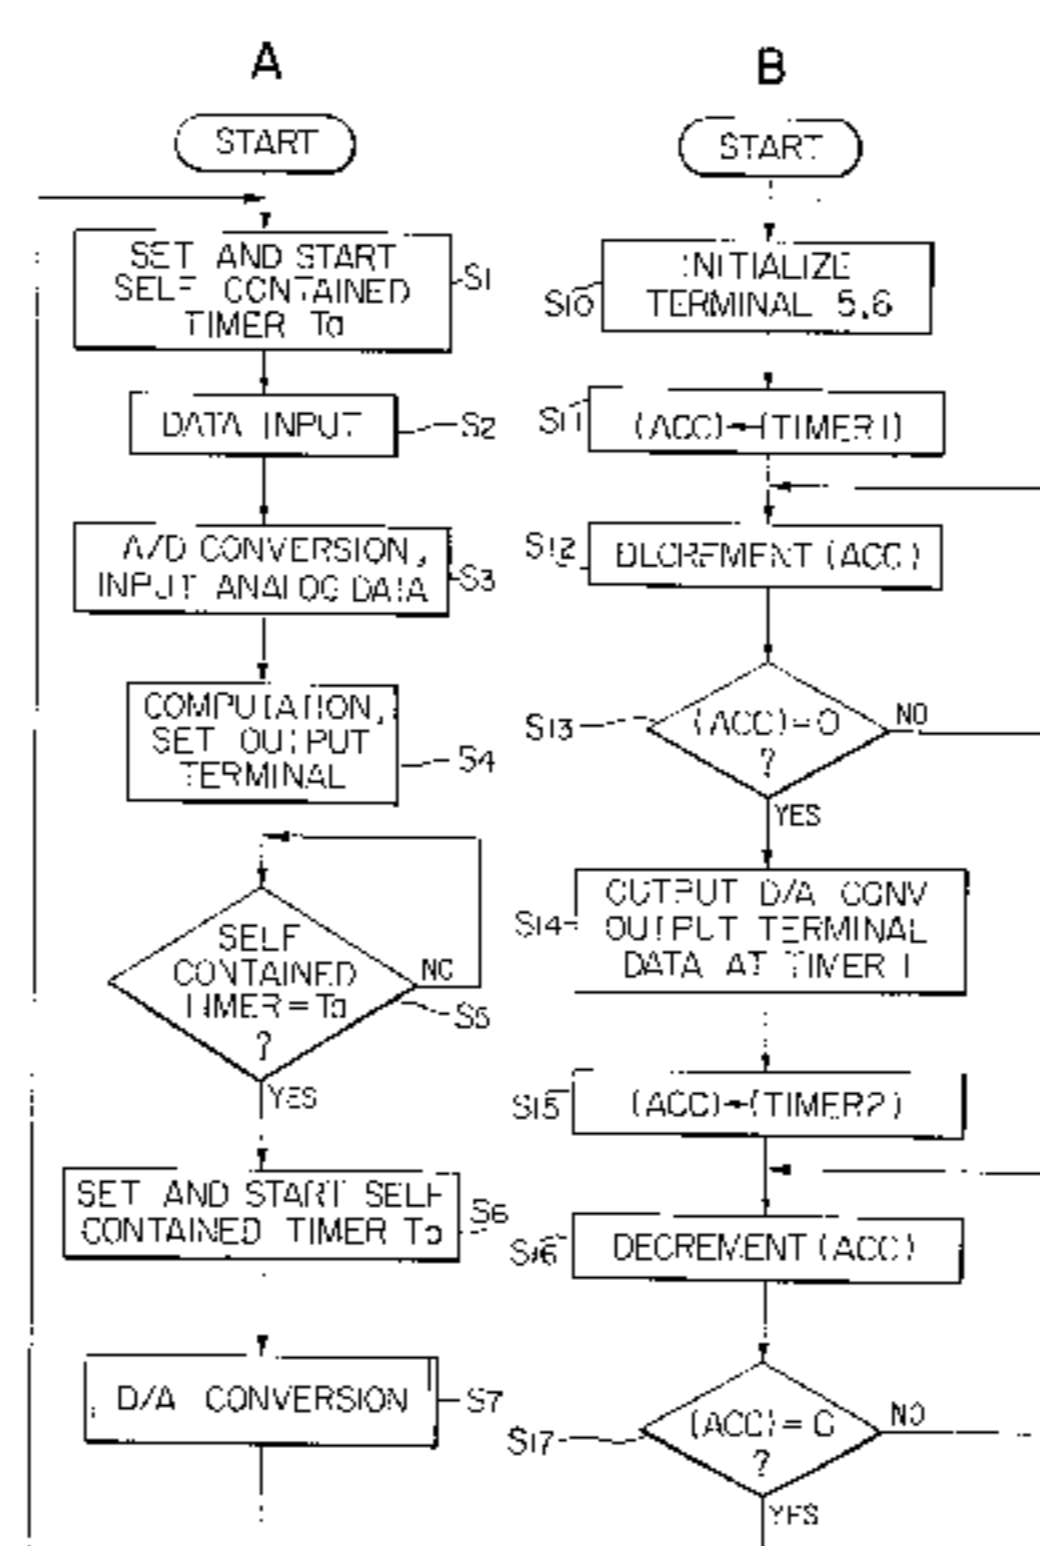 A
START
SET AND START
SELF CONTAINED
TIMER Ta
S1
DATA INPUT
S2
A/D CONVERSION,
INPUT ANALOG DATA
S3
COMPUTATION,
SET OUTPUT
TERMINAL
S4
SELF
CONTAINED
TIMER = Ta
?
NO
S5
YES
SET AND START SELF
CONTAINED TIMER Tb
S6
D/A CONVERSION
S7
B
START
INITIALIZE
TERMINAL 5,6
S10
(ACC)←(TIMER1)
S11
DECREMENT (ACC)
S12
(ACC)=0
?
NO
S13
YES
OUTPUT D/A CONV
OUTPUT TERMINAL
DATA AT TIMER 1
S14
(ACC)←(TIMER2)
S15
DECREMENT (ACC)
S16
(ACC)=0
?
NO
S17
YES